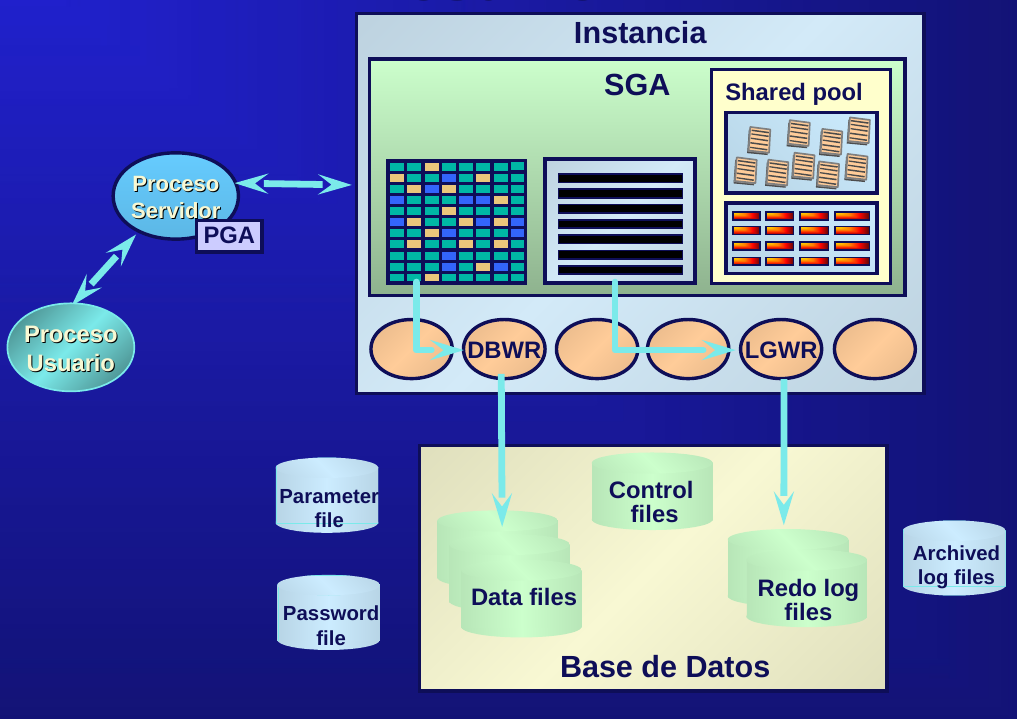 Instancia
SGA
Shared pool
Proceso
Servidor
PGA
Proceso
Usuario
DBWR
LGWR
Parameter
file
Control
files
Archived
log files
Data files
Redo log
files
Password
file
Base de Datos